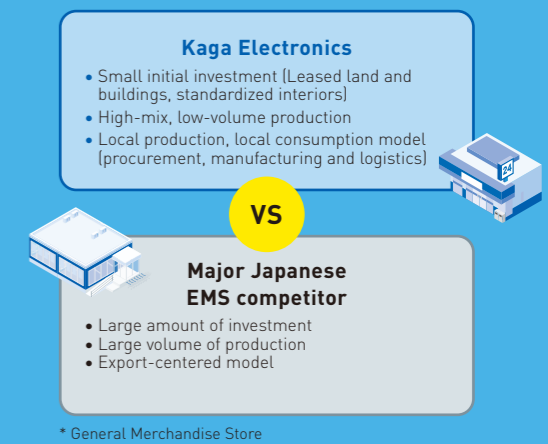 Kaga Electronics
• Small initial investment (Leased land and
buildings, standardized interiors)
• High-mix, low-volume production
• Local production, local consumption model
(procurement, manufacturing and logistics)
24
VS
Major Japanese
EMS competitor
• Large amount of investment
• Large volume of production
• Export-centered model
* General Merchandise Store